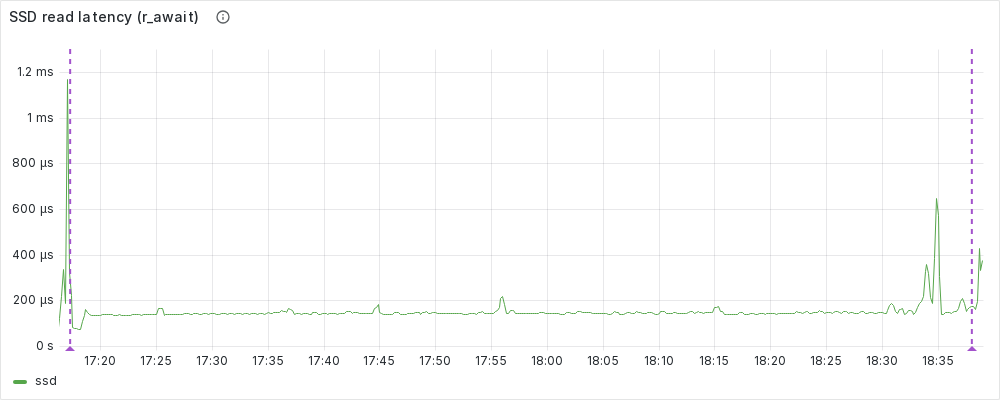 SSD read latency (r_await)
1.2 ms
1 ms
800 µs
600 µs
400 µs
200 µs
0 s
17:20 17:25 17:30 17:35 17:40 17:45 17:50 17:55 18:00 18:05 18:10 18:15 18:20 18:25 18:30 18:35
ssd